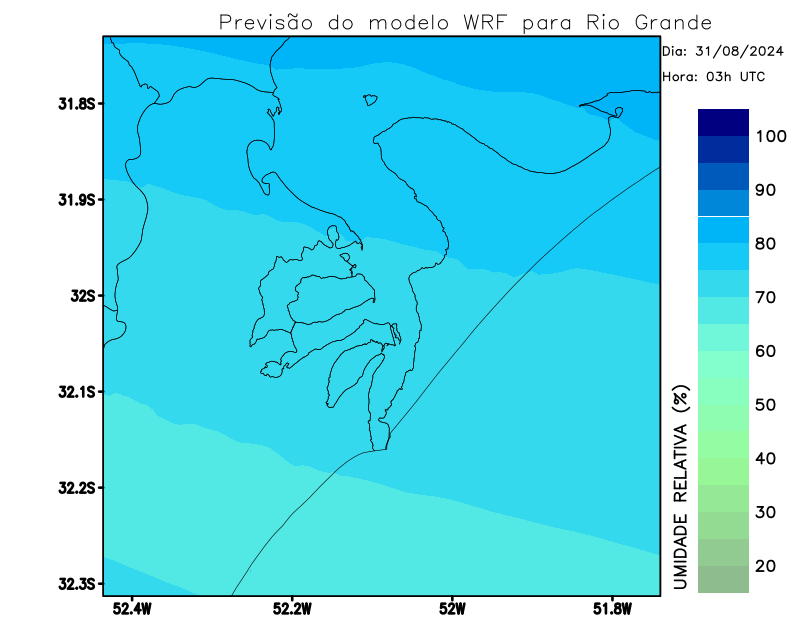 Previsão do modelo WRF para Rio Grande
Dia: 31/08/2024
Hora: 03h UTC
31.8S
31.9S
32S
32.1S
32.2S
32.3S
52.4W
52.2W
52W
51.8W
UMIDADE RELATIVA (%)
100
90
80
70
60
50
40
30
20